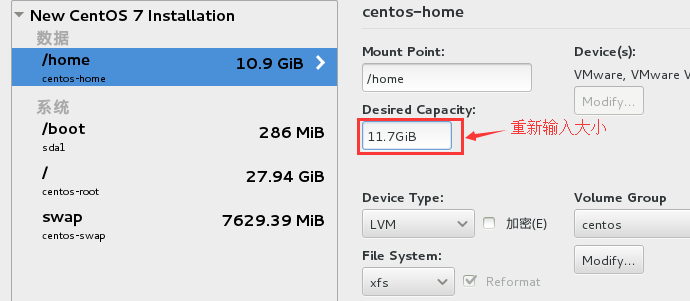 New CentOS 7 Installation
数据
/home 10.9 GiB
centos-home
系统
/boot 286 MiB
sda1
/ 27.94 GiB
centos-root
swap 7629.39 MiB
centos-swap
centos-home
Mount Point: Device(s):
/home VMware, VMware V
Modify...
Desired Capacity:
11.7GiB 重新输入大小
Device Type: Volume Group
LVM 加密(E) centos
File System: Modify...
xfs Reformat